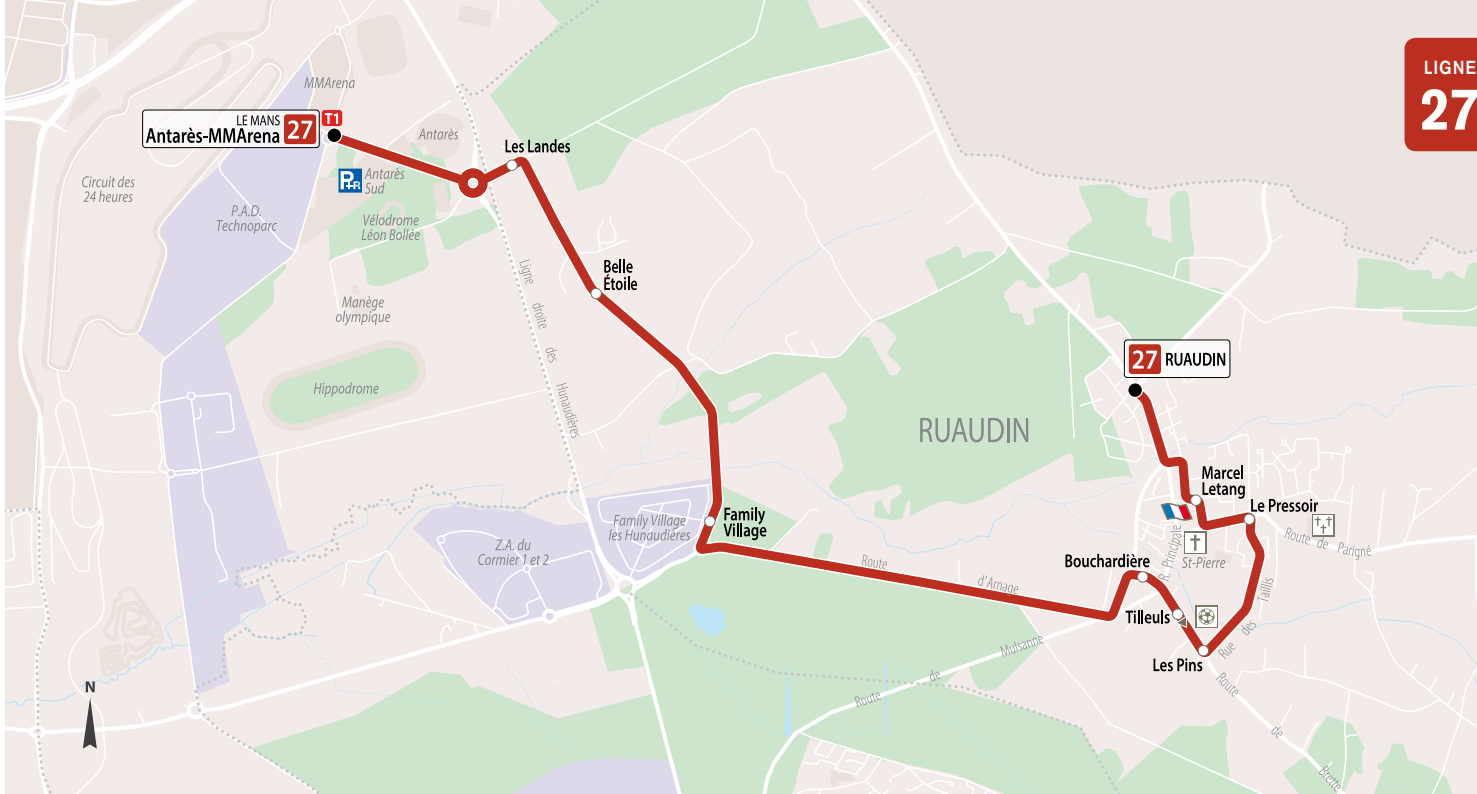 LIGNE
27
MMArena
LE MANS
Antarès-MMArena 27
T1
Antarès
Les Landes
Circuit des
24 heures
P+R
Antarès
Sud
P.A.D.
Technoparc
Vélodrome
Léon Bollée
Belle
Étoile
Ligne droite des Hunaudières
Manège
olympique
Hippodrome
27 RUAUDIN
RUAUDIN
Marcel
Letang
Le Pressoir
Family Village
les Hunaudières
Family
Village
Z.A. du
Cormier 1 et 2
Route de Parigné
R. Principale
St-Pierre
Bouchardière
Route d'Arnage
Tilleuls
Rue des Taillis
Les Pins
Route de Mulsanne
Route de Brette
N